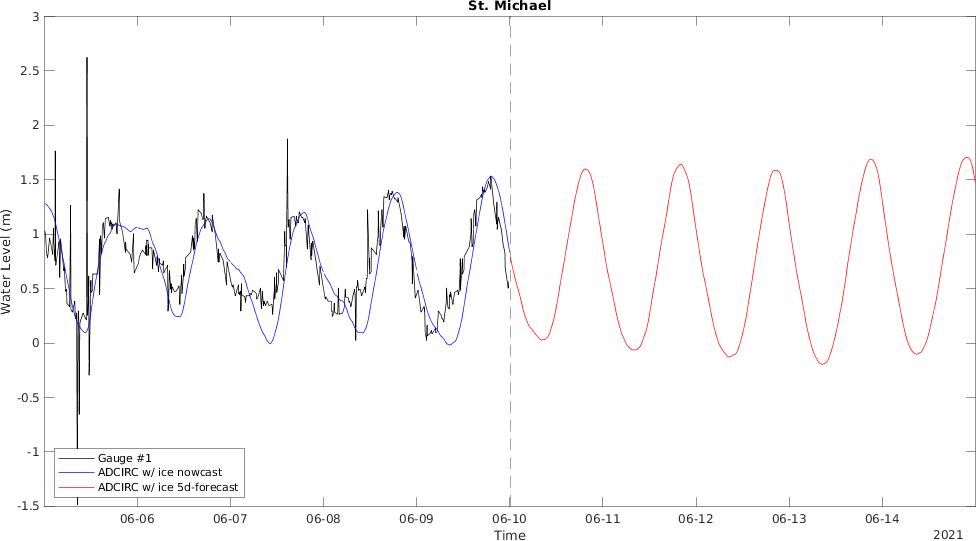 St. Michael
3
2.5
2
1.5
1
0.5
0
-0.5
-1
-1.5
Water Level (m)
Gauge #1
ADCIRC w/ ice nowcast
ADCIRC w/ ice 5d-forecast
06-06 06-07 06-08 06-09 06-10 06-11 06-12 06-13 06-14
Time
2021